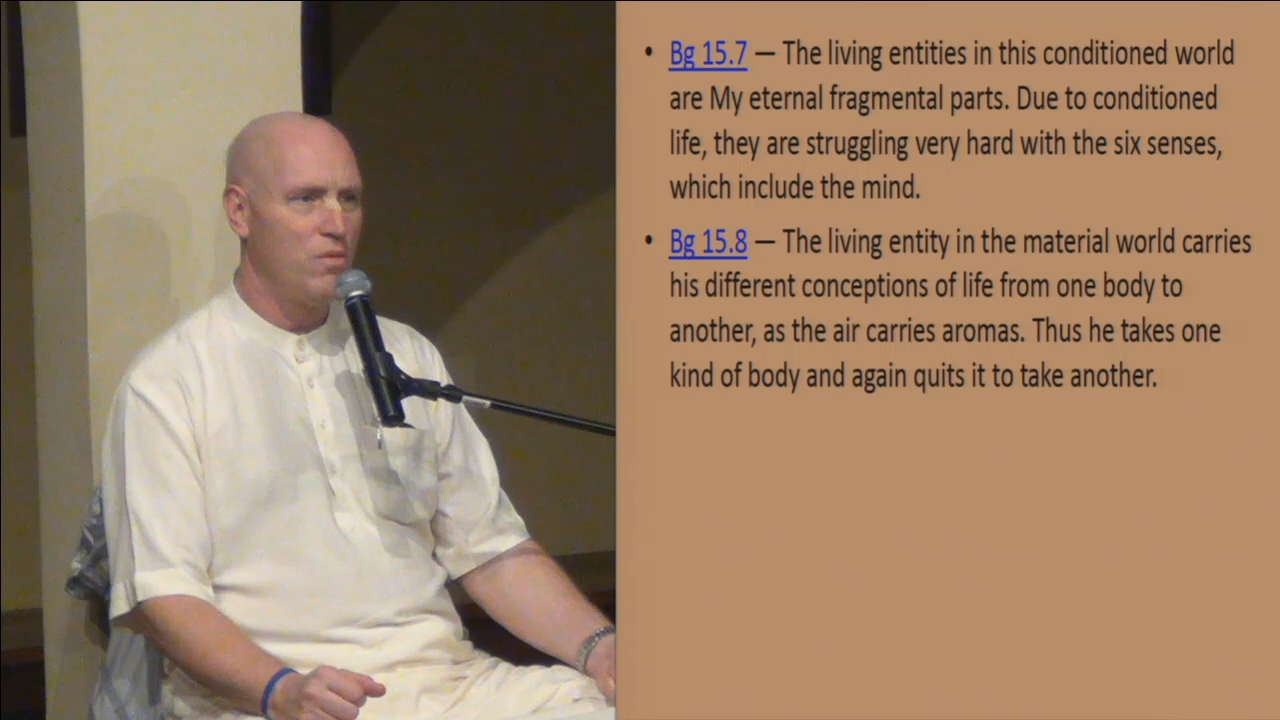 • Bg 15.7 — The living entities in this conditioned world
are My eternal fragmental parts. Due to conditioned
life, they are struggling very hard with the six senses,
which include the mind.
• Bg 15.8 — The living entity in the material world carries
his different conceptions of life from one body to
another, as the air carries aromas. Thus he takes one
kind of body and again quits it to take another.